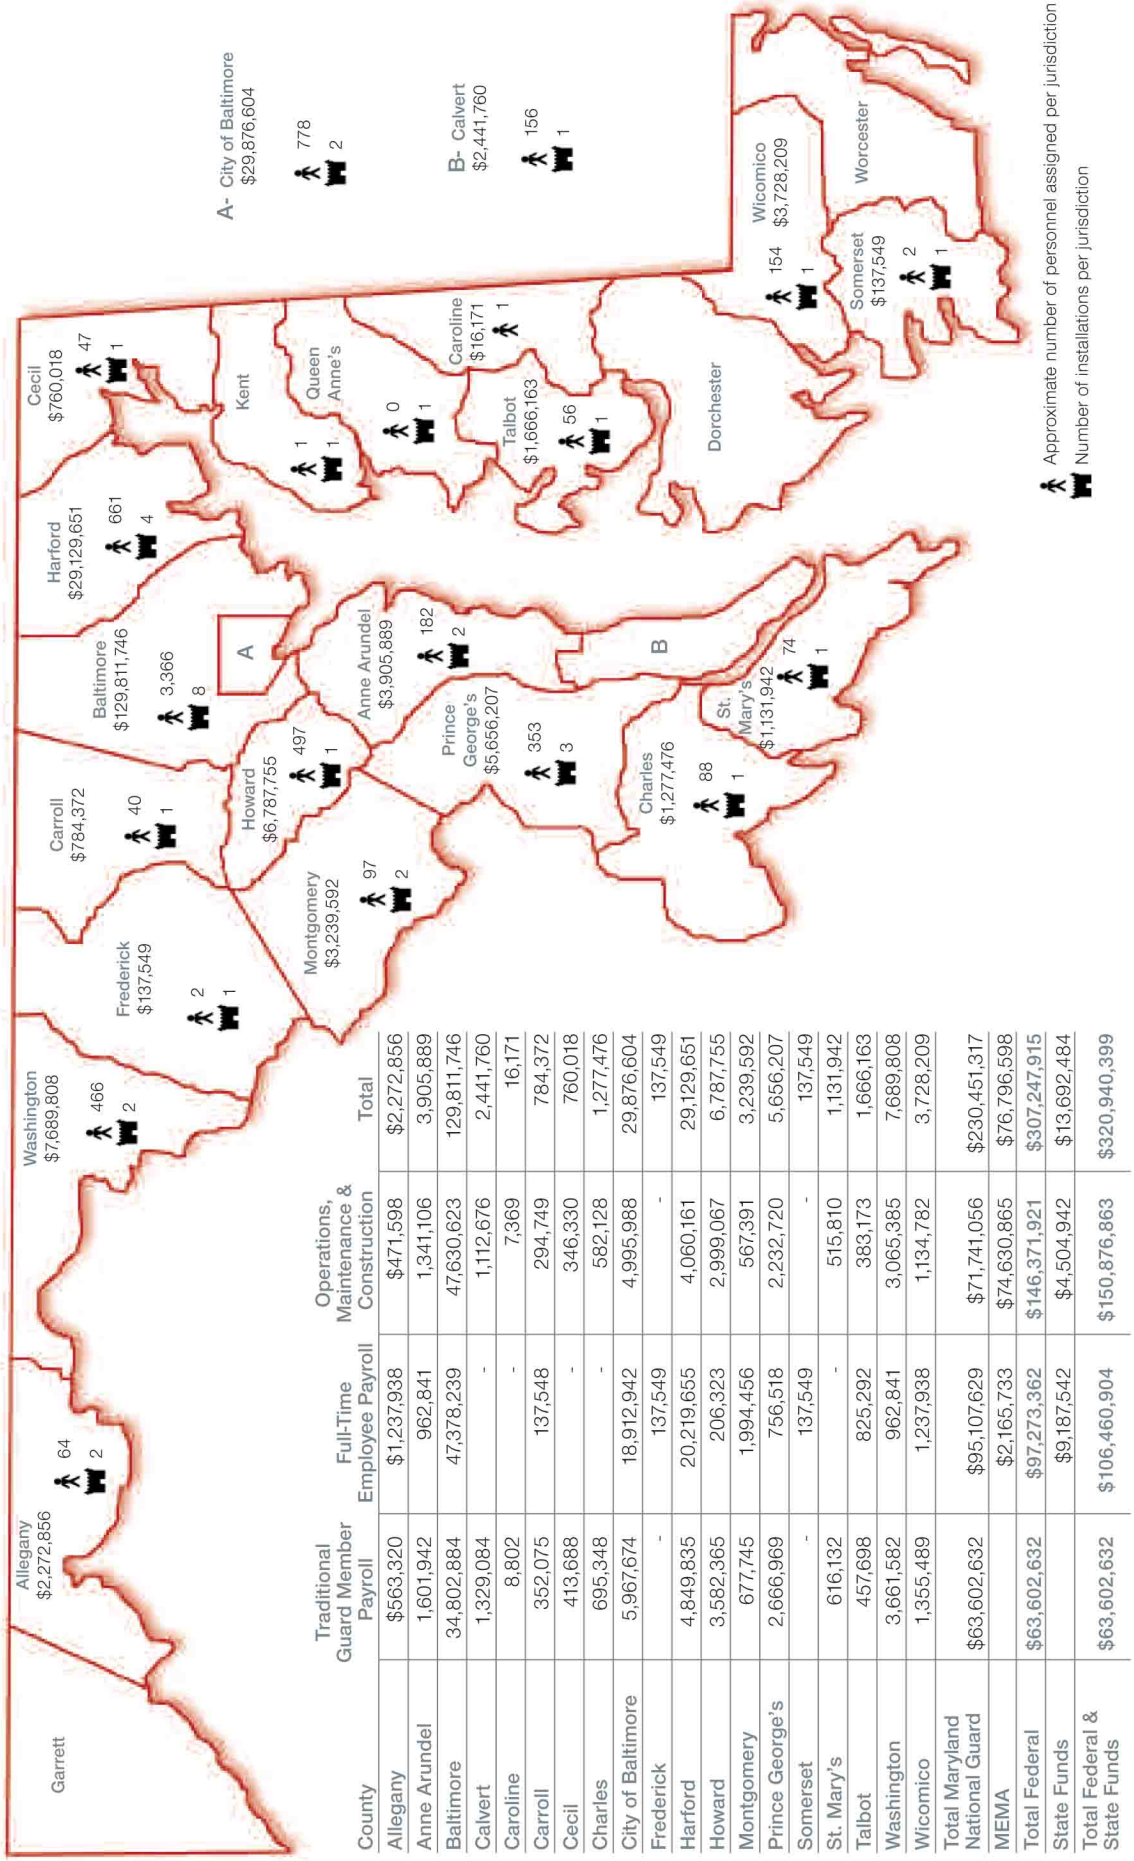 Garrett
Allegany
$2,272,856
64
2
Washington
$7,689,808
466
2
Frederick
$137,549
2
1
Carroll
$784,372
40
1
Baltimore
$129,811,746
3,366
8
Harford
$29,129,651
661
4
Cecil
$760,018
47
1
A
Howard
$6,787,755
497
1
Montgomery
$3,239,592
97
2
Anne Arundel
$3,905,889
182
2
Prince
George's
$5,656,207
353
3
B
Charles
$1,277,476
88
1
St.
Mary's
$1,131,942
74
1
Kent
1
1
Queen
Anne's
0
1
Caroline
$16,171
1
Talbot
$1,666,163
56
1
Dorchester
Wicomico
$3,728,209
154
1
Somerset
$137,549
2
1
Worcester
A- City of Baltimore
$29,876,604
778
2
B- Calvert
$2,441,760
156
1
Approximate number of personnel assigned per jurisdiction
Number of installations per jurisdiction
County Traditional Guard Member Payroll Full-Time Employee Payroll Operations, Maintenance & Construction Total
Allegany $563,320 $1,237,938 $471,598 $2,272,856
Anne Arundel 1,601,942 962,841 1,341,106 3,905,889
Baltimore 34,802,884 47,378,239 47,630,623 129,811,746
Calvert 1,329,084 - 1,112,676 2,441,760
Caroline 8,802 - 7,369 16,171
Carroll 352,075 137,548 294,749 784,372
Cecil 413,688 - 346,330 760,018
Charles 695,348 - 582,128 1,277,476
City of Baltimore 5,967,674 18,912,942 4,995,988 29,876,604
Frederick - 137,549 - 137,549
Harford 4,849,835 20,219,655 4,060,161 29,129,651
Howard 3,582,365 206,323 2,999,067 6,787,755
Montgomery 677,745 1,994,456 567,391 3,239,592
Prince George's 2,666,969 756,518 2,232,720 5,656,207
Somerset - 137,549 - 137,549
St. Mary's 616,132 - 515,810 1,131,942
Talbot 457,698 825,292 383,173 1,666,163
Washington 3,661,582 962,841 3,065,385 7,689,808
Wicomico 1,355,489 1,237,938 1,134,782 3,728,209
Total Maryland
National Guard $63,602,632 $95,107,629 $71,741,056 $230,451,317
MEMA $2,165,733 $74,630,865 $76,796,598
Total Federal $63,602,632 $97,273,362 $146,371,921 $307,247,915
State Funds $9,187,542 $4,504,942 $13,692,484
Total Federal &
State Funds $63,602,632 $106,460,904 $150,876,863 $320,940,399